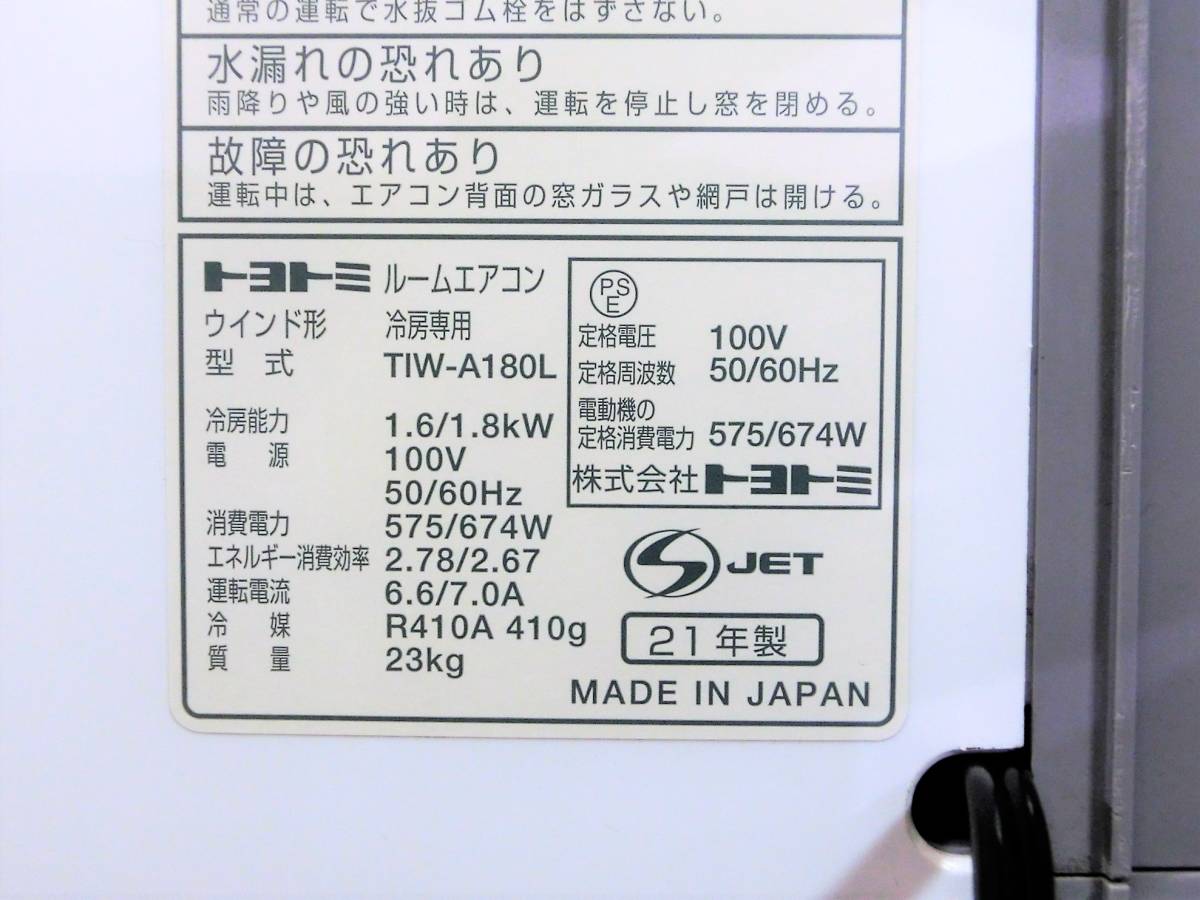 通常の運転で水抜ゴム栓をはずさない。
水漏れの恐れあり
雨降りや風の強い時は、運転を停止し窓を閉める。
故障の恐れあり
運転中は、エアコン背面の窓ガラスや網戸は開ける。
トヨトミ ルームエアコン
ウインド形 冷房専用
型式 TIW-A180L
冷房能力 1.6/1.8kW
電源 100V
50/60Hz
消費電力 575/674W
エネルギー消費効率 2.78/2.67
運転電流 6.6/7.0A
冷媒 R410A 410g
質量 23kg
PSE
定格電圧 100V
定格周波数 50/60Hz
電動機の
定格消費電力 575/674W
株式会社トヨトミ
S JET
21年製
MADE IN JAPAN